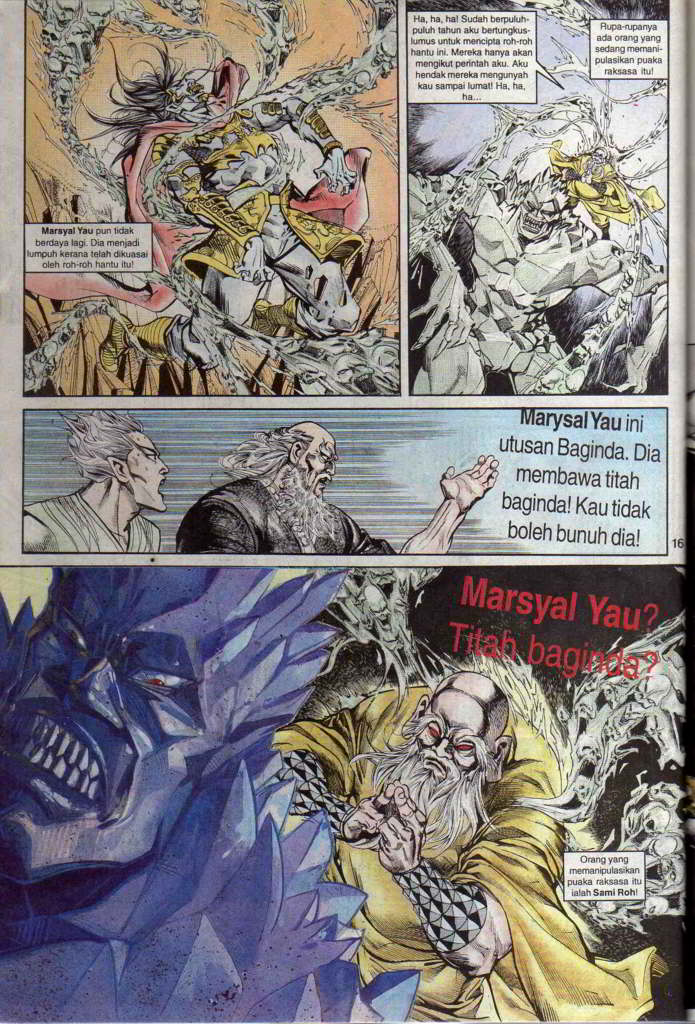 Marsyal Yau pun tidak
berdaya lagi. Dia menjadi
lumpuh kerana telah dikuasai
oleh roh-roh hantu itu!
Ha, ha, ha! Sudah berpuluh-
puluh tahun aku bertungkus-
lumus untuk mencipta roh-roh
hantu ini. Mereka hanya akan
mengikut perintah aku. Aku
hendak mereka mengunyah
kau sampai lumat! Ha, ha,
ha...
Rupa-rupanya
ada orang yang
sedang memani-
pulasikan puaka
raksasa itu!
Marysal Yau ini
utusan Baginda. Dia
membawa titah
baginda! Kau tidak
boleh bunuh dia!
16
Marsyal Yau?
Titah baginda?
Orang yang
memanipulasikan
puaka raksasa itu
ialah Sami Roh!